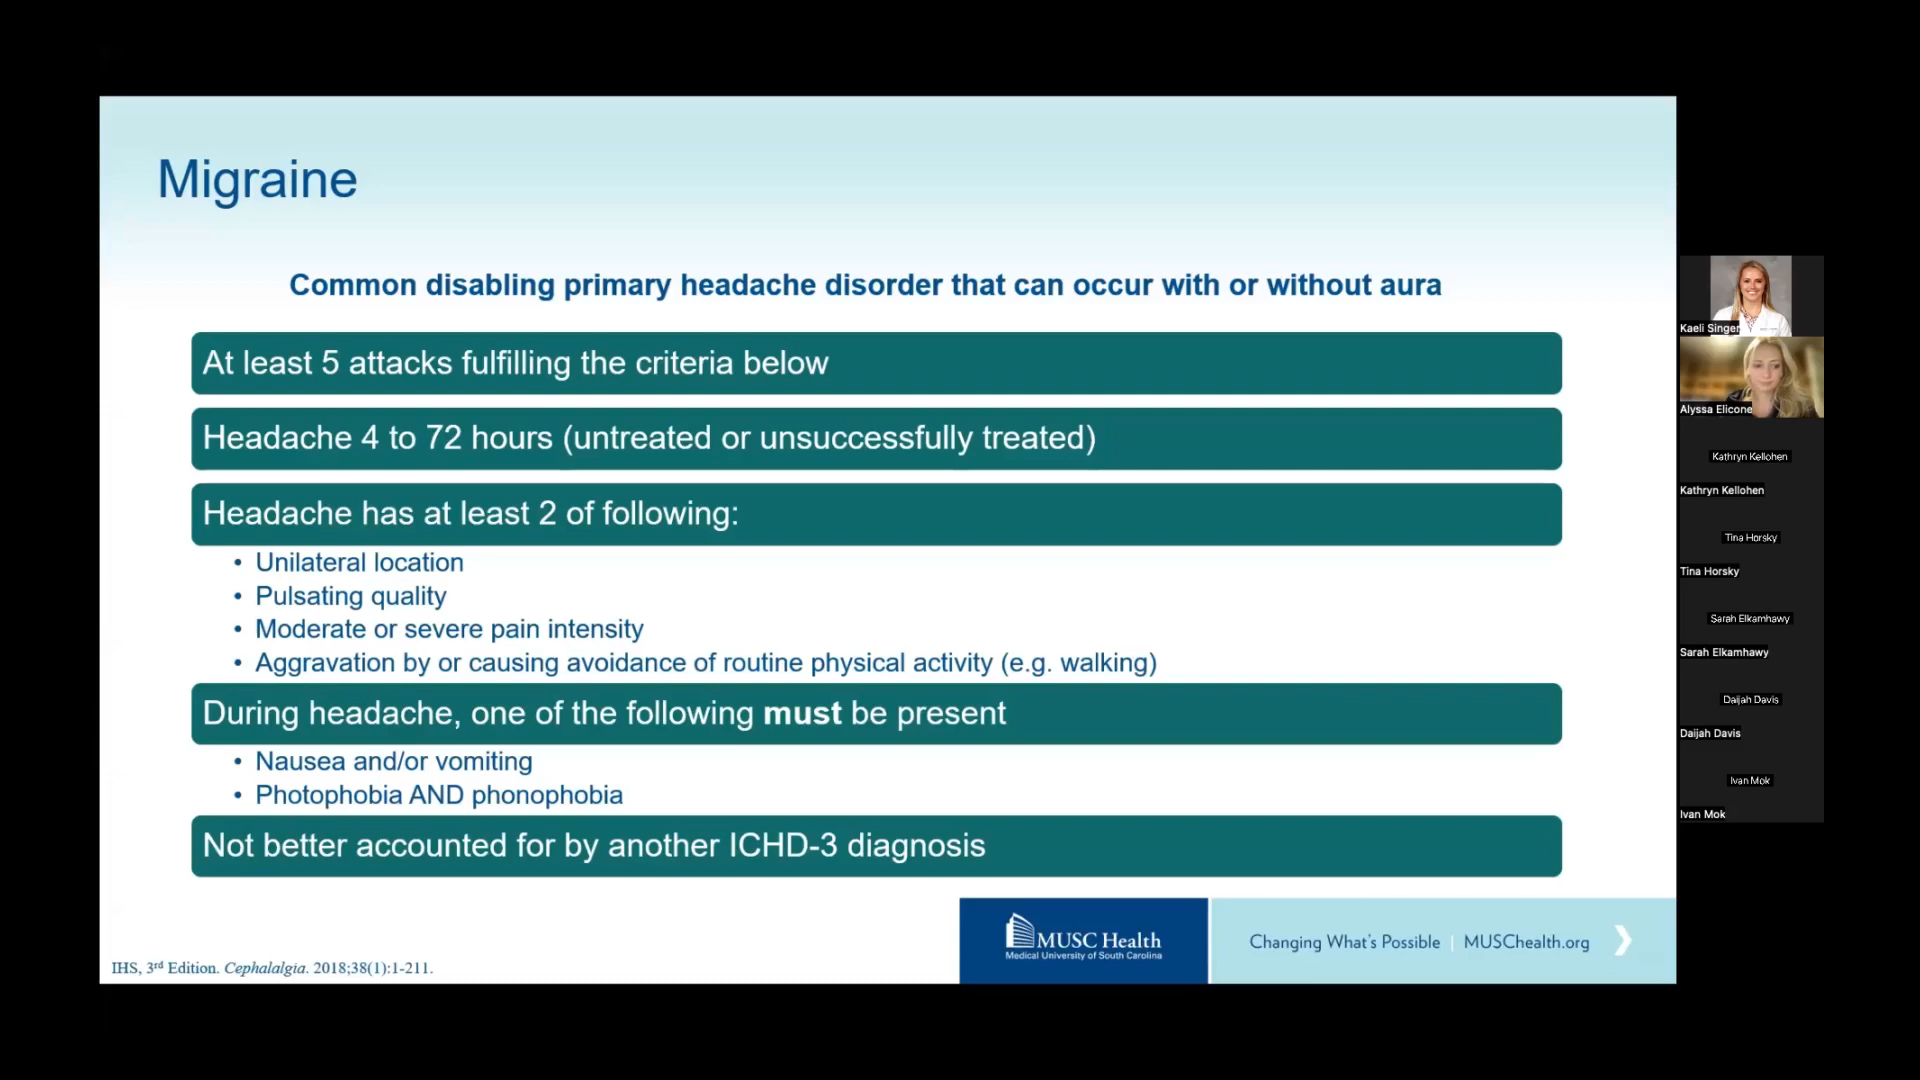 Migraine
Common disabling primary headache disorder that can occur with or without aura
At least 5 attacks fulfilling the criteria below
Headache 4 to 72 hours (untreated or unsuccessfully treated)
Headache has at least 2 of following:
• Unilateral location
• Pulsating quality
• Moderate or severe pain intensity
• Aggravation by or causing avoidance of routine physical activity (e.g. walking)
During headache, one of the following must be present
• Nausea and/or vomiting
• Photophobia AND phonophobia
Not better accounted for by another ICHD-3 diagnosis
IHS, 3rd Edition. Cephalalgia. 2018;38(1):1-211.
MUSC Health
Medical University of South Carolina
Changing What's Possible | MUSChealth.org
Kaeli Singer
Alyssa Elicone
Kathryn Kellohen
Kathryn Kellohen
Tina Horsky
Tina Horsky
Sarah Elkamhawy
Sarah Elkamhawy
Daijah Davis
Daijah Davis
Ivan Mok
Ivan Mok